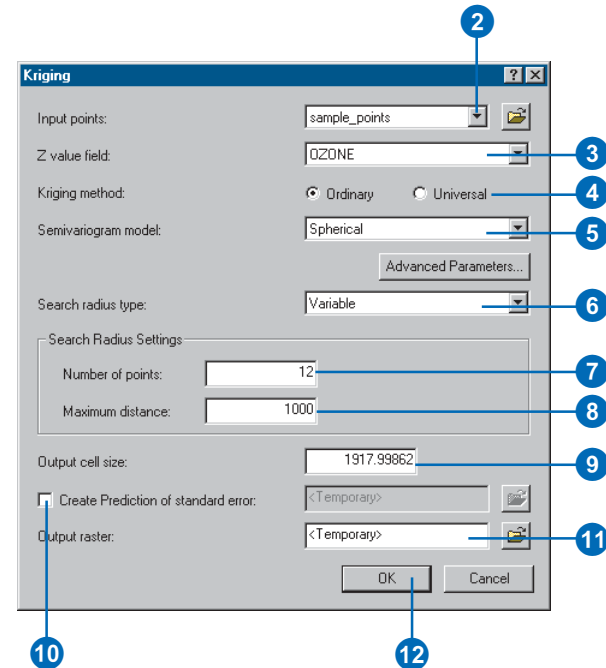 2
Kriging
Input points: sample_points
Z value field: OZONE 3
Kriging method: Ordinary Universal 4
Semivariogram model: Spherical 5
Advanced Parameters...
Search radius type: Variable 6
Search Radius Settings
Number of points: 12 7
Maximum distance: 1000 8
Output cell size: 1917.99862 9
Create Prediction of standard error: <Temporary>
Output raster: <Temporary> 11
OK Cancel
10 12